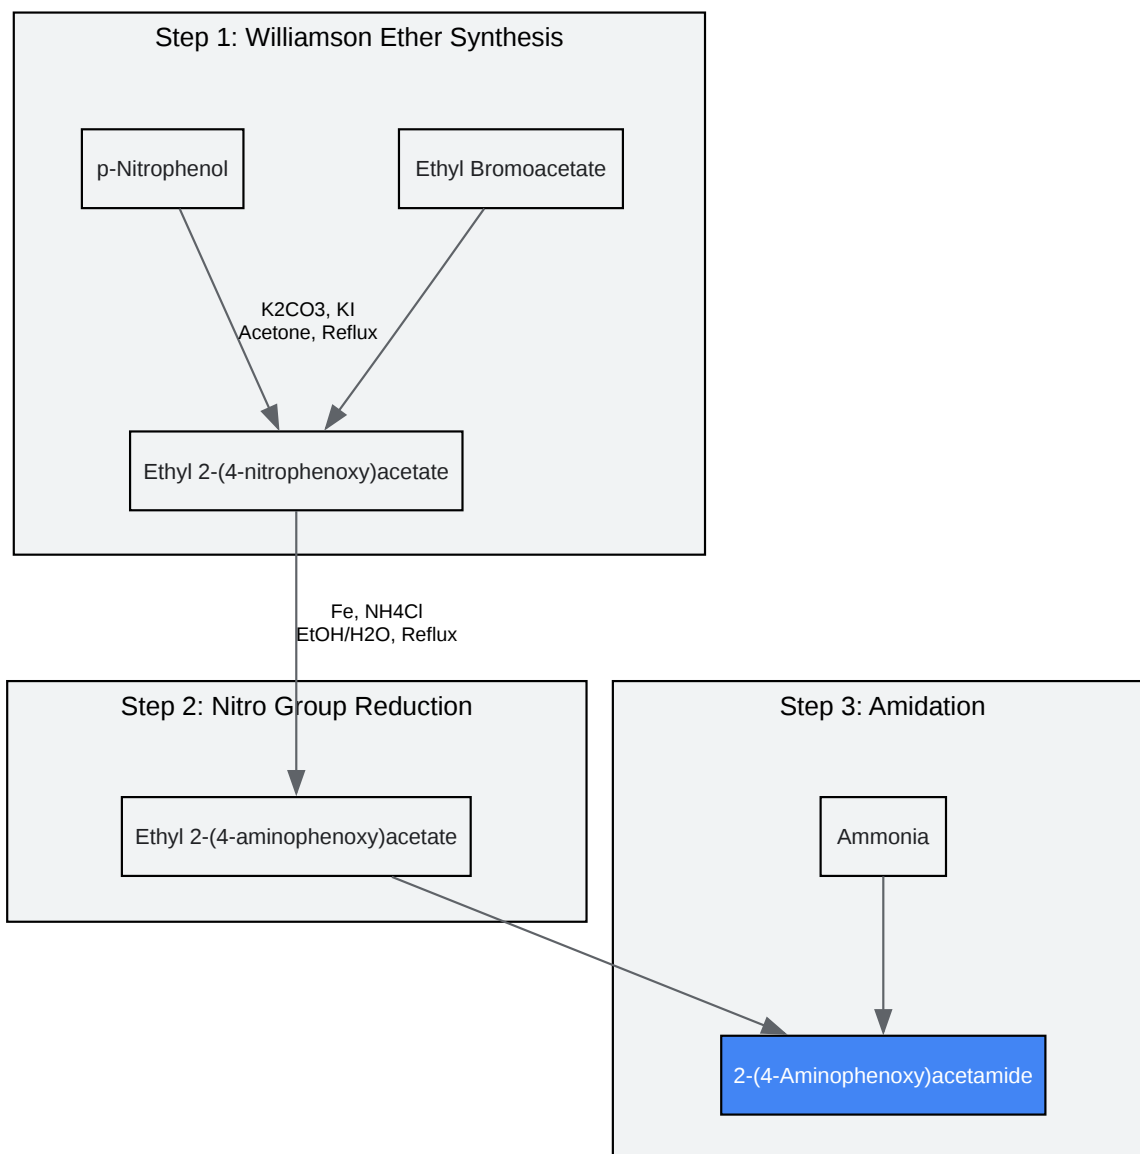 Step 1: Williamson Ether Synthesis
p-Nitrophenol
Ethyl Bromoacetate
K2CO3, KI
Acetone, Reflux
Ethyl 2-(4-nitrophenoxy)acetate
Fe, NH4Cl
EtOH/H2O, Reflux
Step 2: Nitro Group Reduction
Ethyl 2-(4-aminophenoxy)acetate
Step 3: Amidation
Ammonia
2-(4-Aminophenoxy)acetamide